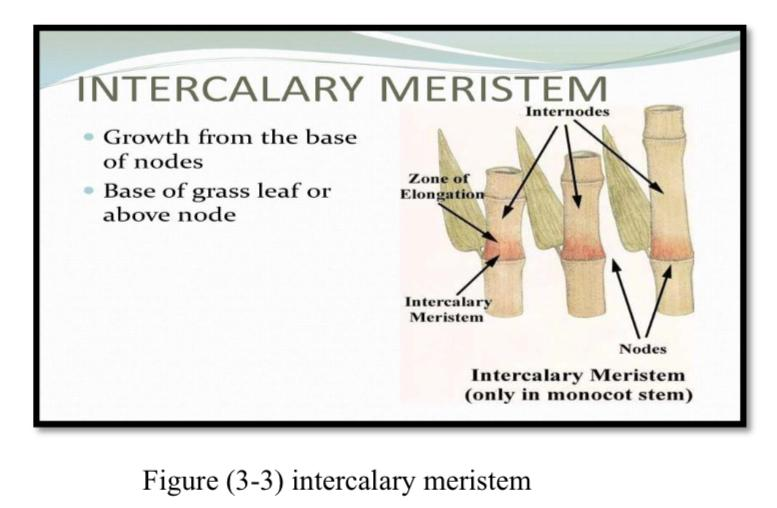 INTERCALARY MERISTEM
• Growth from the base
of nodes
• Base of grass leaf or
above node
Internodes
Zone of
Elongation
Intercalary
Meristem
Nodes
Intercalary Meristem
(only in monocot stem)
Figure (3-3) intercalary meristem